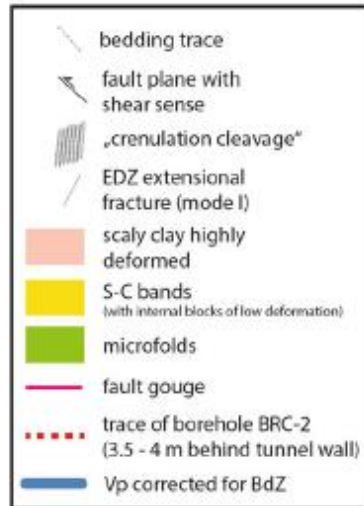 bedding trace
fault plane with
shear sense
„crenulation cleavage“
EDZ extensional
fracture (mode I)
scaly clay highly
deformed
S-C bands
(with internal blocks of low deformation)
microfolds
fault gouge
trace of borehole BRC-2
(3.5 - 4 m behind tunnel wall)
Vp corrected for BdZ